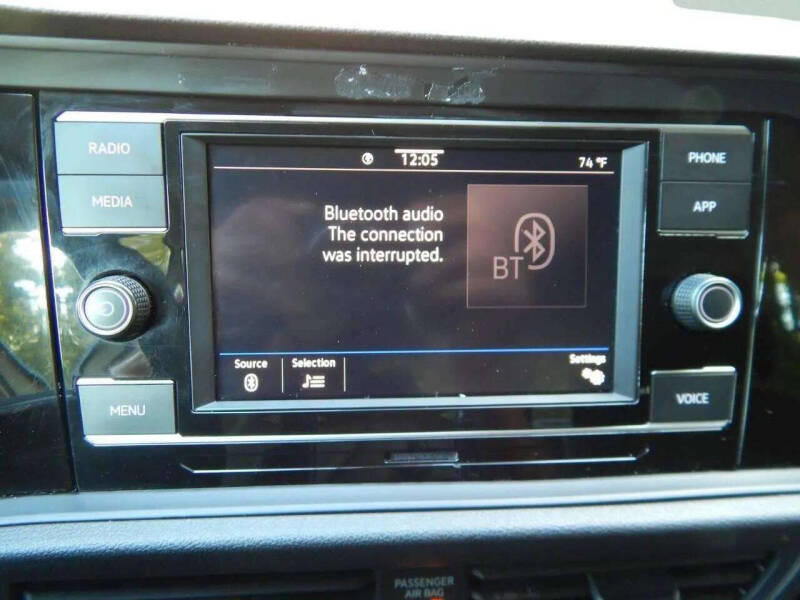 RADIO
MEDIA
MENU
12:05
74 °F
Bluetooth audio
The connection
was interrupted.
BT
Source
Selection
Settings
PHONE
APP
VOICE
PASSENGER
AIR BAG